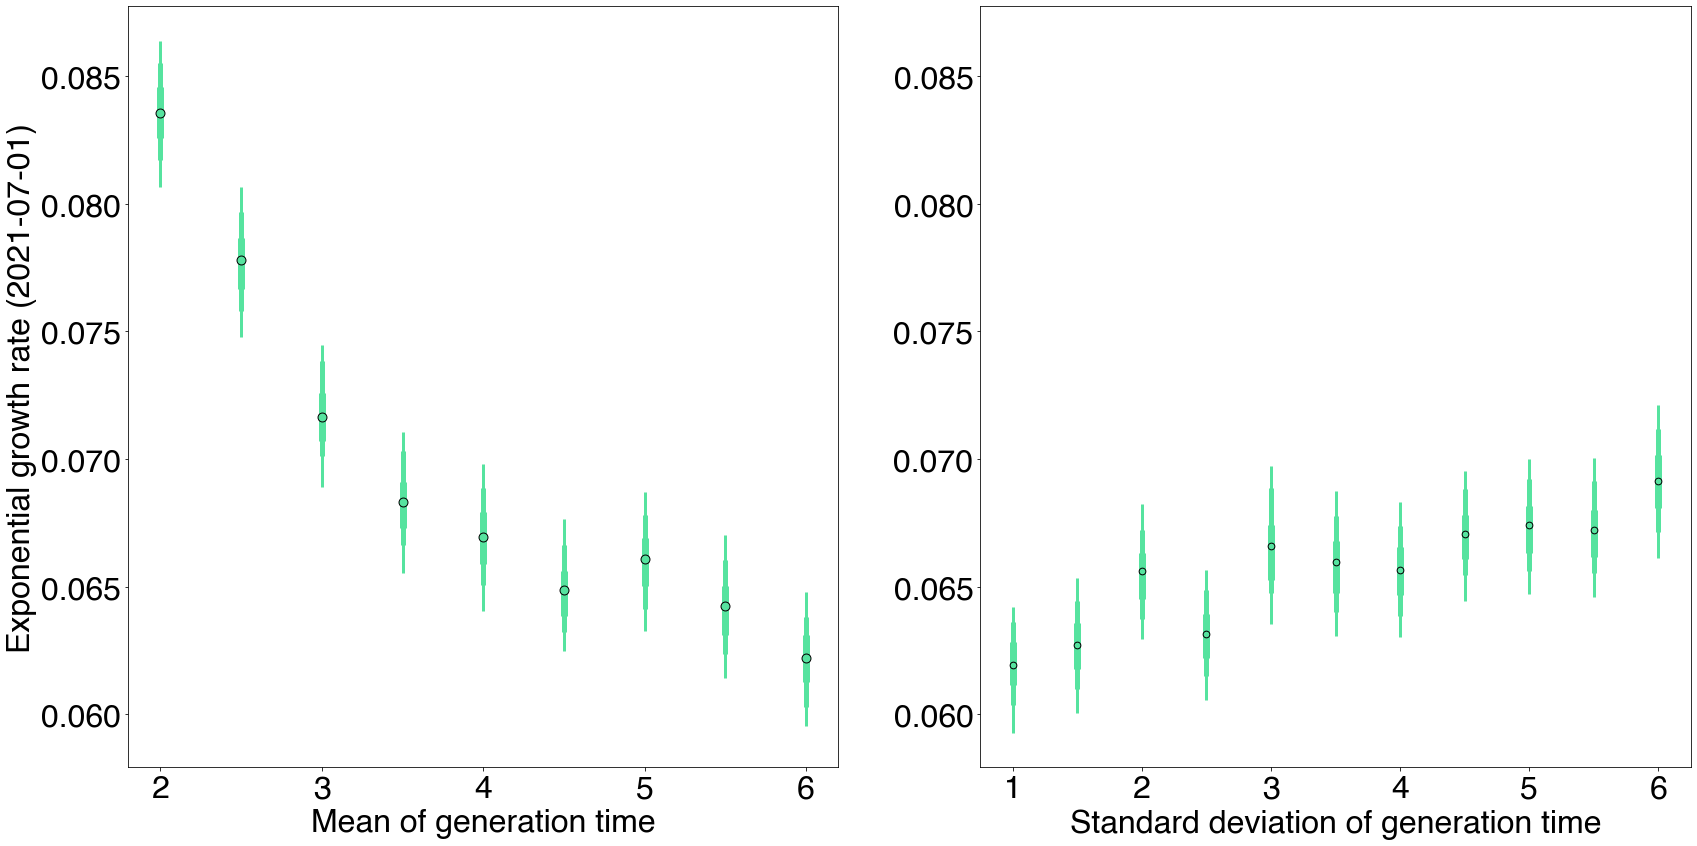 Exponential growth rate (2021-07-01)
0.085
0.080
0.075
0.070
0.065
0.060
2 3 4 5 6
Mean of generation time
0.085
0.080
0.075
0.070
0.065
0.060
1 2 3 4 5 6
Standard deviation of generation time